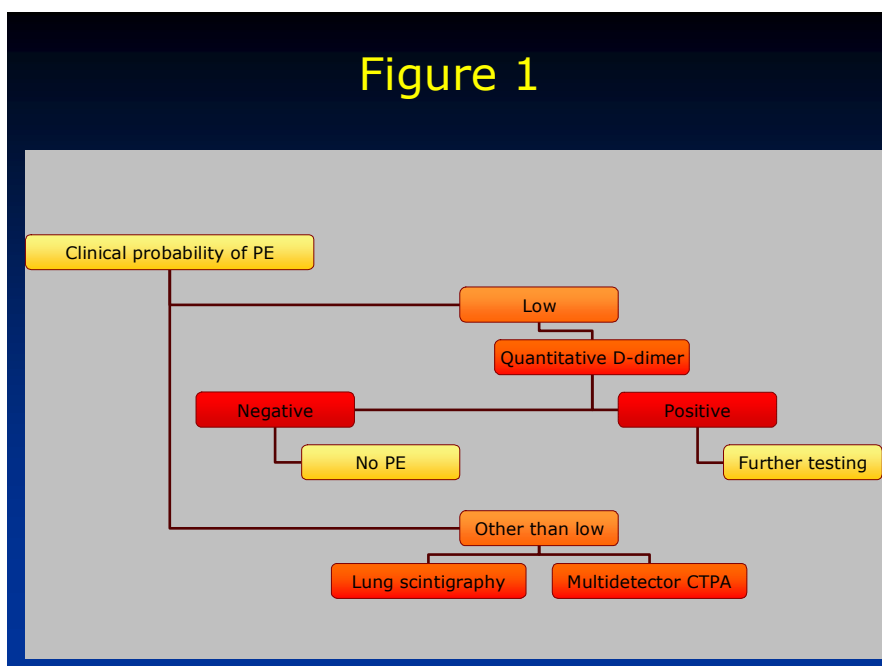 Figure 1
Clinical probability of PE
Low
Quantitative D-dimer
Negative
Positive
No PE
Further testing
Other than low
Lung scintigraphy
Multidetector CTPA